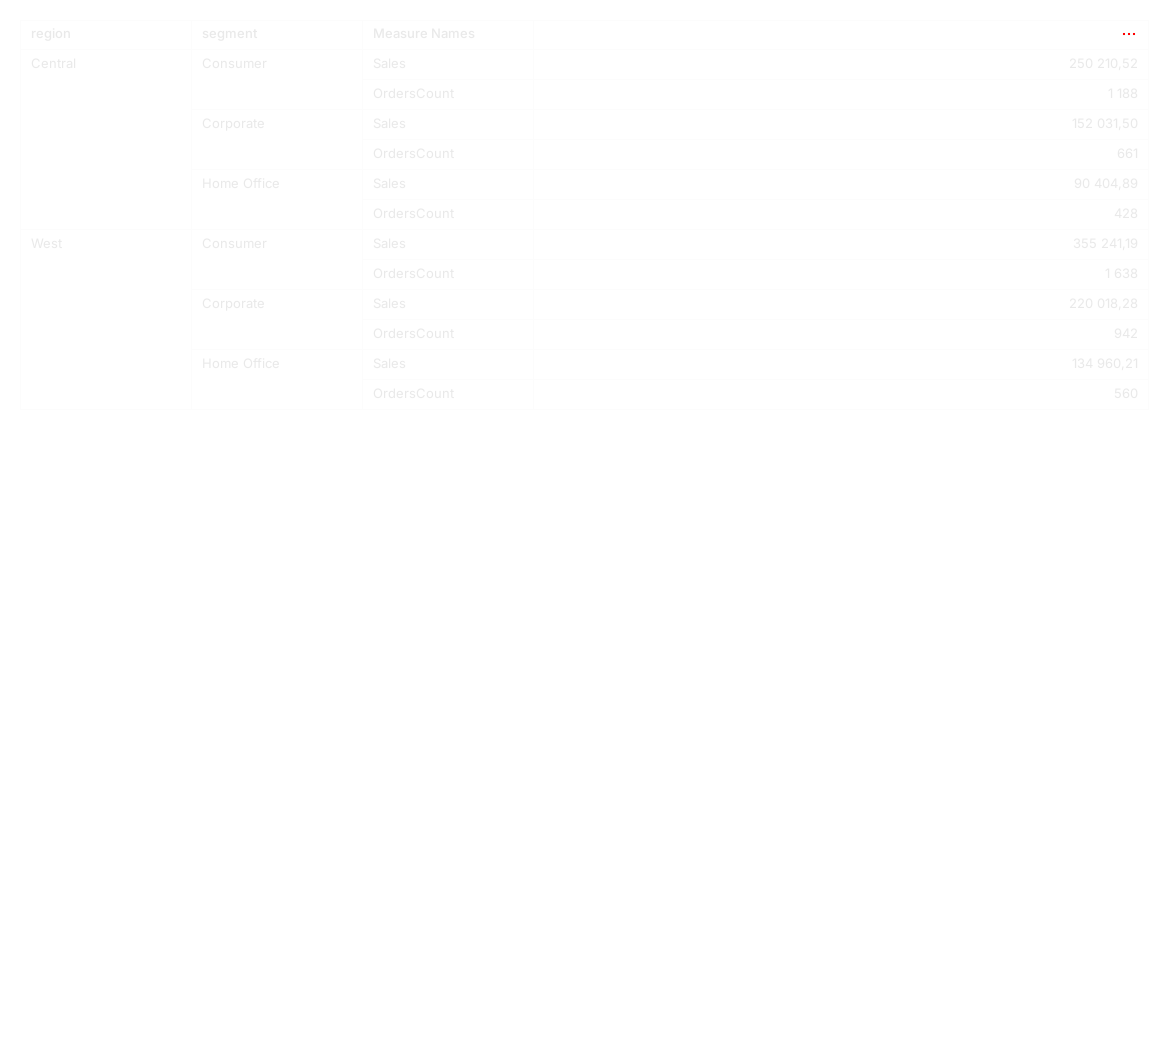 region segment Measure Names ...
Central Consumer Sales 250 210,52
OrdersCount 1 188
Corporate Sales 152 031,50
OrdersCount 661
Home Office Sales 90 404,89
OrdersCount 428
West Consumer Sales 355 241,19
OrdersCount 1 638
Corporate Sales 220 018,28
OrdersCount 942
Home Office Sales 134 960,21
OrdersCount 560